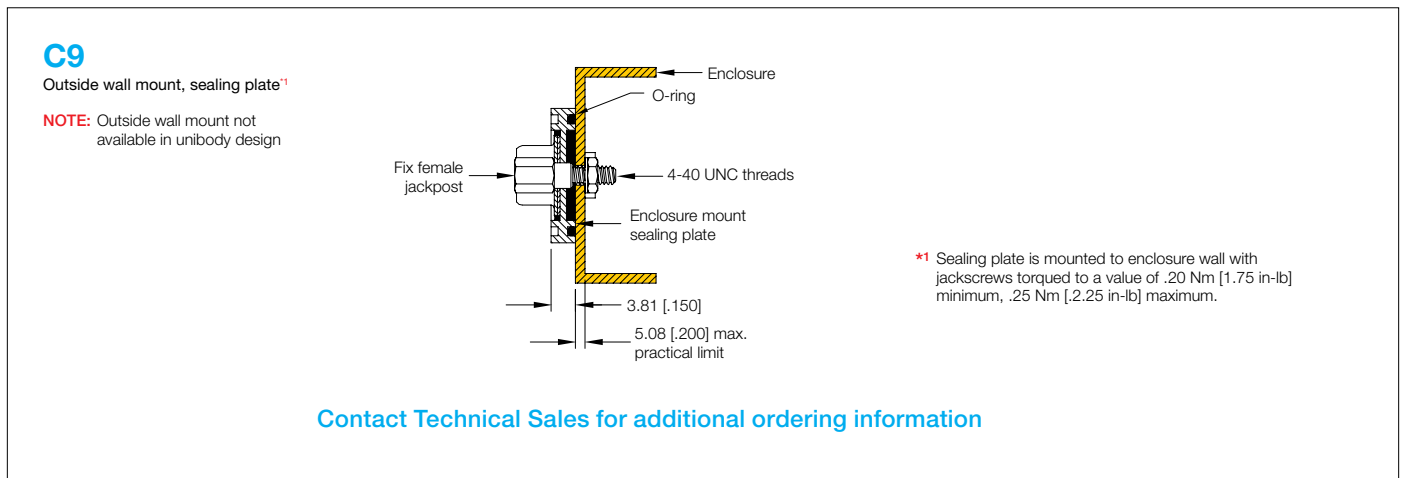 C9
Outside wall mount, sealing plate*1
NOTE: Outside wall mount not
available in unibody design
Enclosure
O-ring
Fix female
jackpost
4-40 UNC threads
Enclosure mount
sealing plate
*1 Sealing plate is mounted to enclosure wall with
jackscrews torqued to a value of .20 Nm [1.75 in-lb]
minimum, .25 Nm [.2.25 in-lb] maximum.
3.81 [.150]
5.08 [.200] max.
practical limit
Contact Technical Sales for additional ordering information